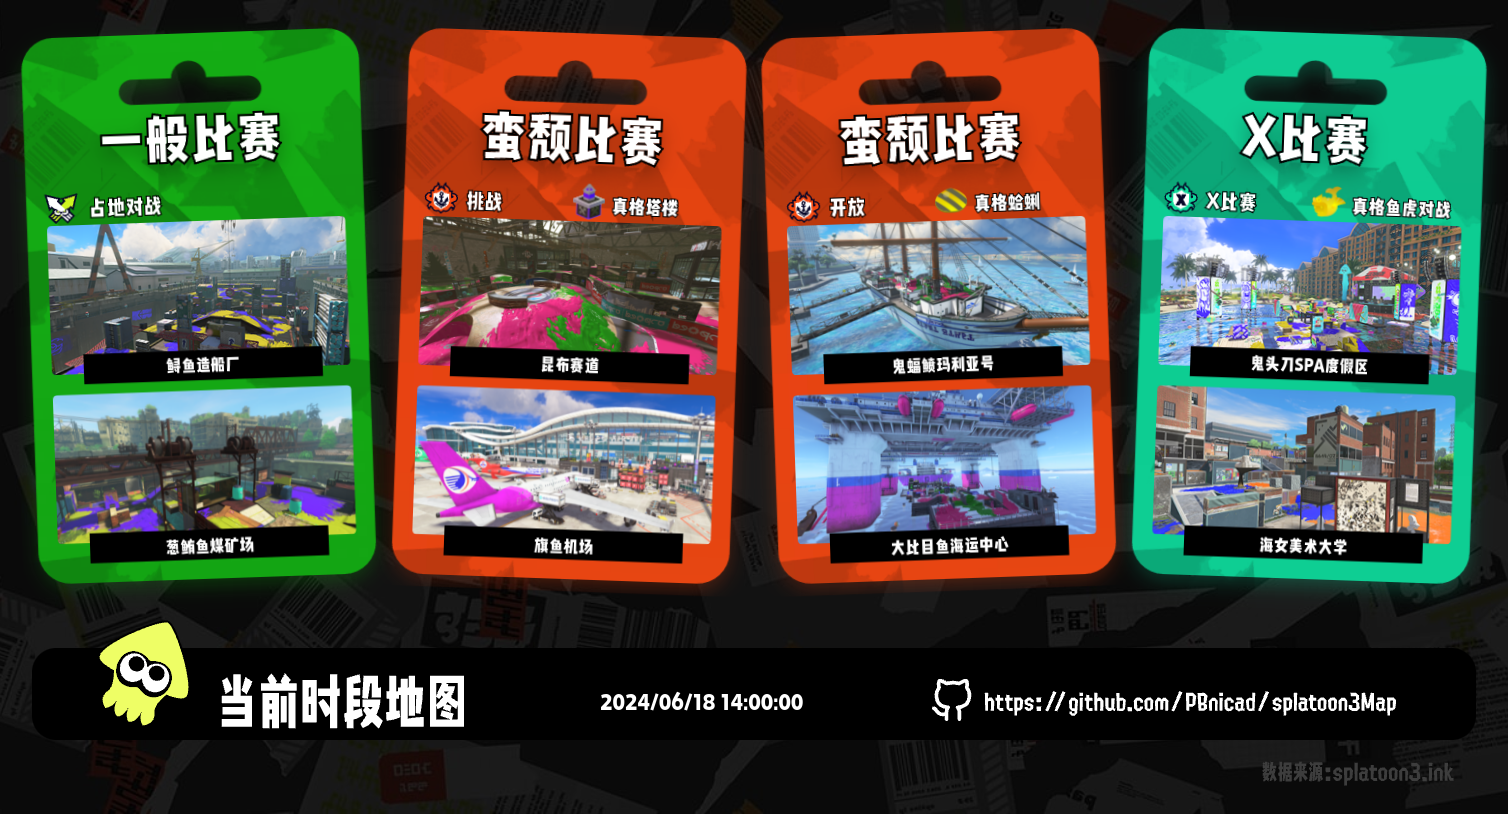 一般比赛
占地对战
鲟鱼造船厂
葱鲔鱼煤矿场
蛮颓比赛
挑战
真格塔楼
昆布赛道
旗鱼机场
蛮颓比赛
开放
真格蛤蜊
鬼蝠鲼玛利亚号
大比目鱼海运中心
X比赛
X比赛
真格鱼虎对战
鬼头刀SPA度假区
海女美术大学
当前时段地图
2024/06/18 14:00:00
https://github.com/PBnicad/splatoon3Map
数据来源:splatoon3.ink